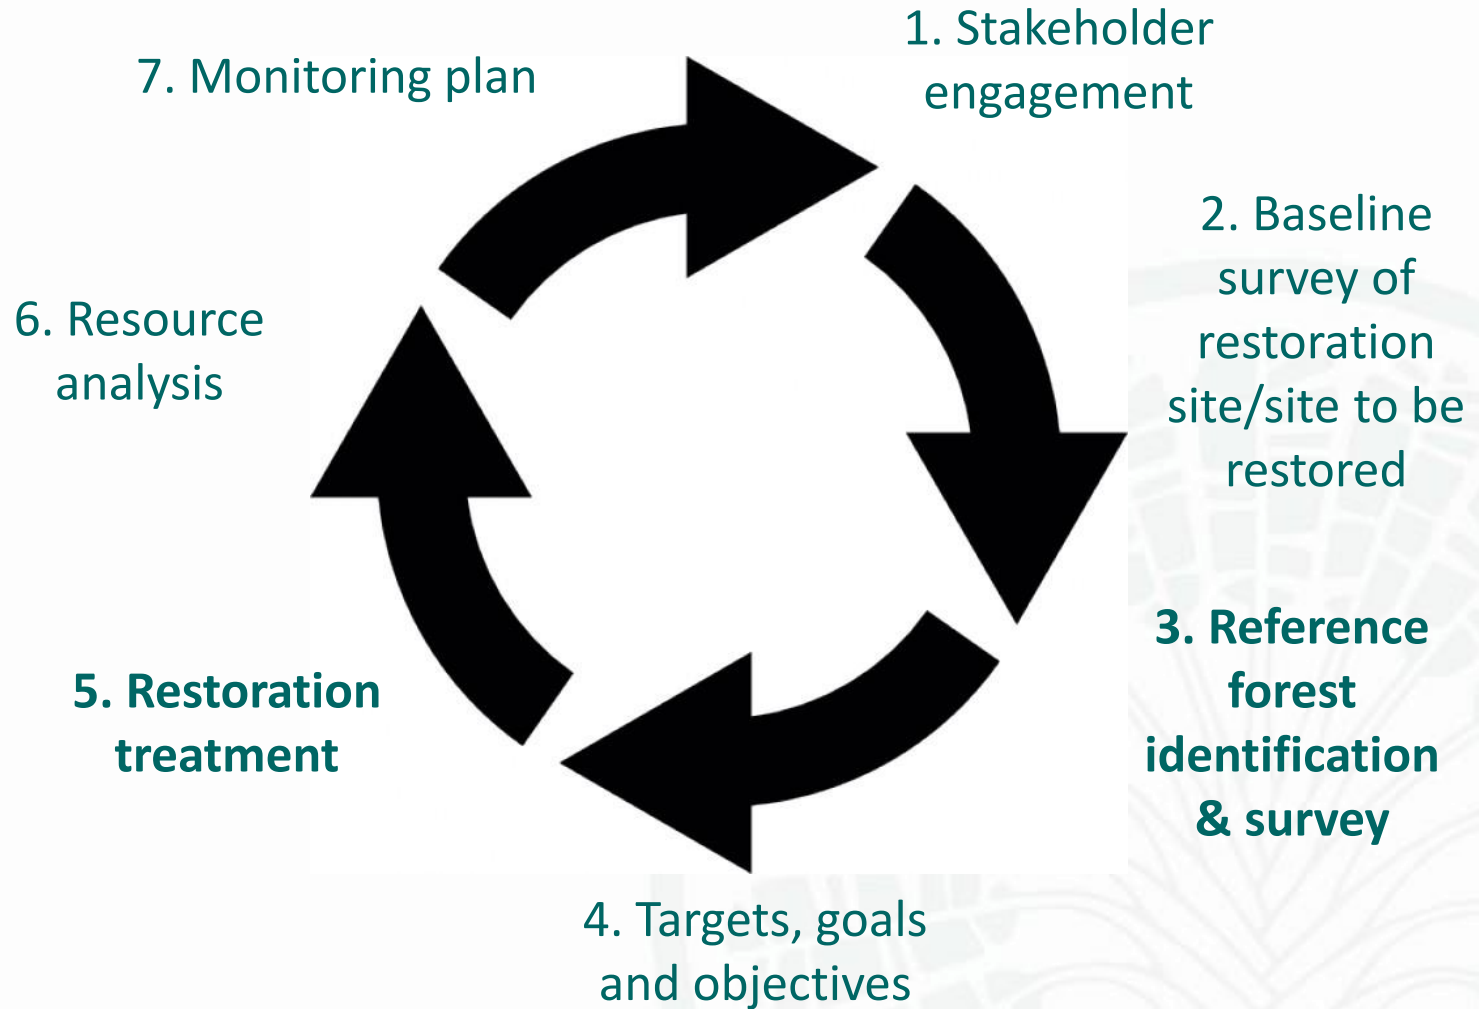 1. Stakeholder
engagement
2. Baseline
survey of
restoration
site/site to be
restored
3. Reference
forest
identification
& survey
4. Targets, goals
and objectives
5. Restoration
treatment
6. Resource
analysis
7. Monitoring plan